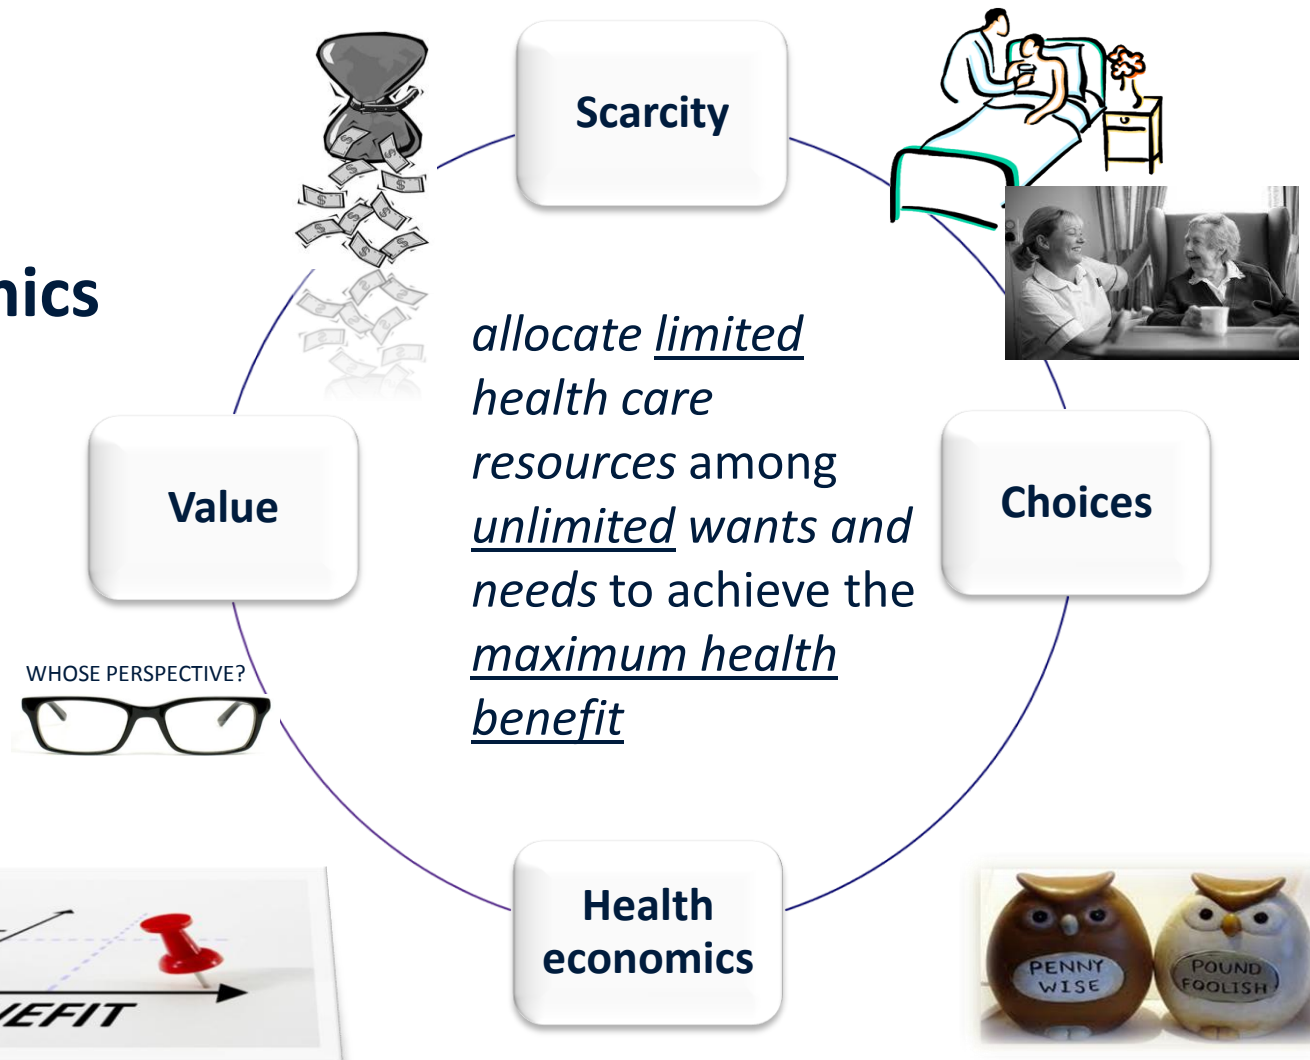 Scarcity
nics
allocate limited
health care
resources among
unlimited wants and
needs to achieve the
maximum health
benefit
Value
Choices
WHOSE PERSPECTIVE?
Health
economics
NEFIT
PENNY
WISE
POUND
FOOLISH